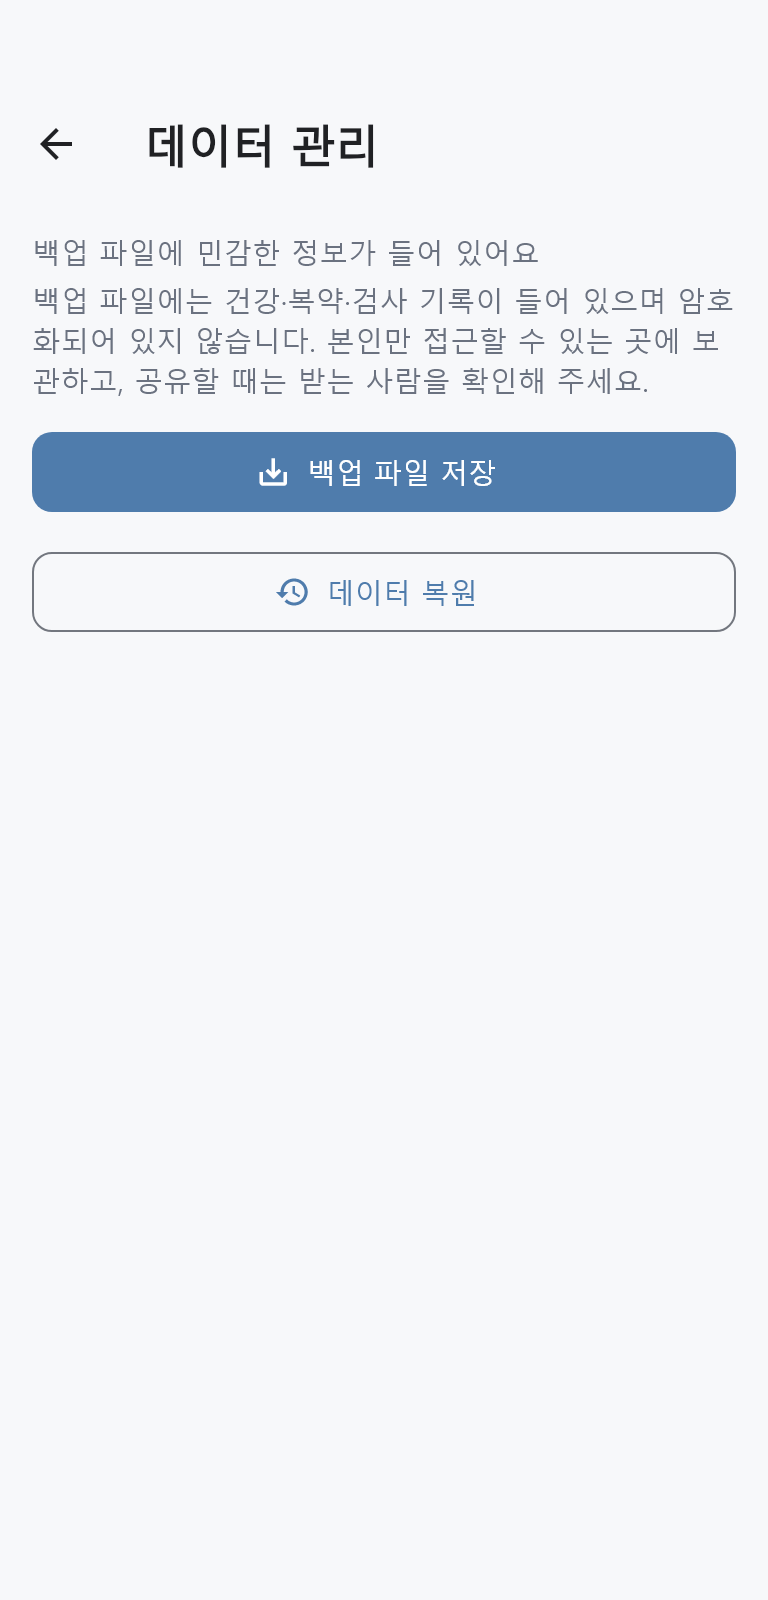 데이터 관리
백업 파일에 민감한 정보가 들어 있어요
백업 파일에는 건강·복약·검사 기록이 들어 있으며 암호
화되어 있지 않습니다. 본인만 접근할 수 있는 곳에 보
관하고, 공유할 때는 받는 사람을 확인해 주세요.
백업 파일 저장
데이터 복원